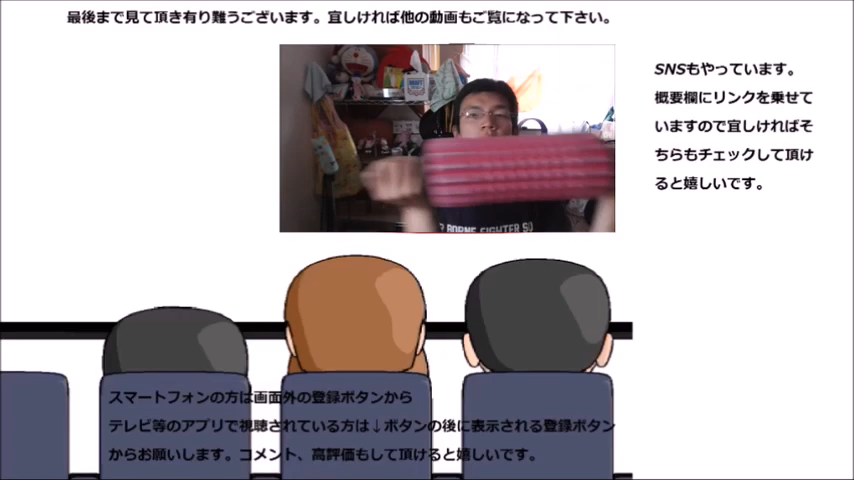 最後まで見て頂き有り難うございます。宜しければ他の動画もご覧になって下さい。
SNSもやっています。
概要欄にリンクを乗せて
いますので宜しければそ
ちらもチェックして頂け
ると嬉しいです。
BORNE FIGHTER SQ
スマートフォンの方は画面外の登録ボタンから
テレビ等のアプリで視聴されている方は↓ボタンの後に表示される登録ボタン
からお願いします。コメント、高評価もして頂けると嬉しいです。